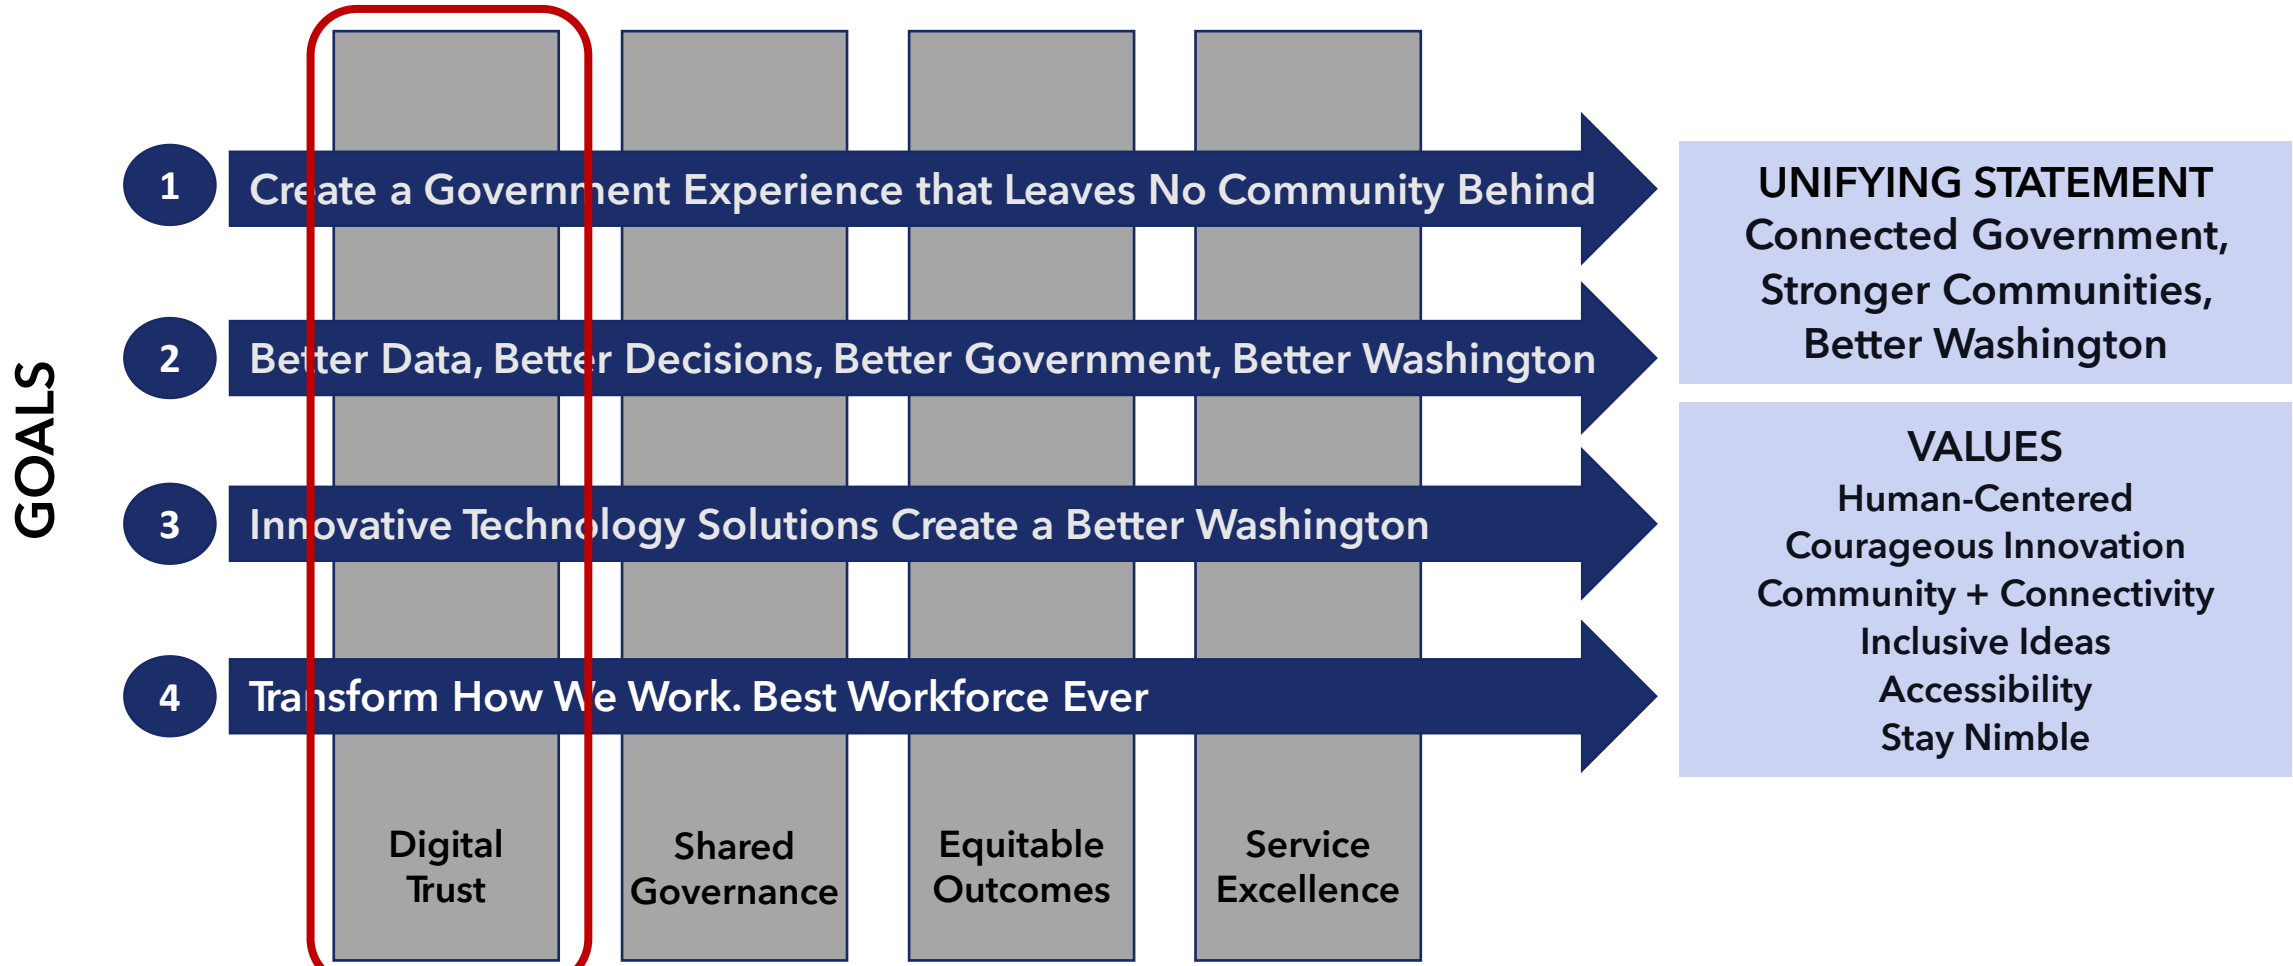 GOALS
1
Create a Government Experience that Leaves No Community Behind
2
Better Data, Better Decisions, Better Government, Better Washington
3
Innovative Technology Solutions Create a Better Washington
4
Transform How We Work. Best Workforce Ever
Digital
Trust
Shared
Governance
Equitable
Outcomes
Service
Excellence
UNIFYING STATEMENT
Connected Government,
Stronger Communities,
Better Washington
VALUES
Human-Centered
Courageous Innovation
Community + Connectivity
Inclusive Ideas
Accessibility
Stay Nimble